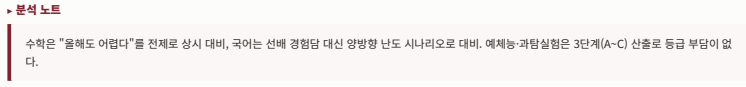 ▸ 분석 노트
수학은 "올해도 어렵다"를 전제로 상시 대비, 국어는 선배 경험담 대신 양방향 난도 시나리오로 대비. 예체능·과탐실험은 3단계(A~C) 산출로 등급 부담이 없
다.